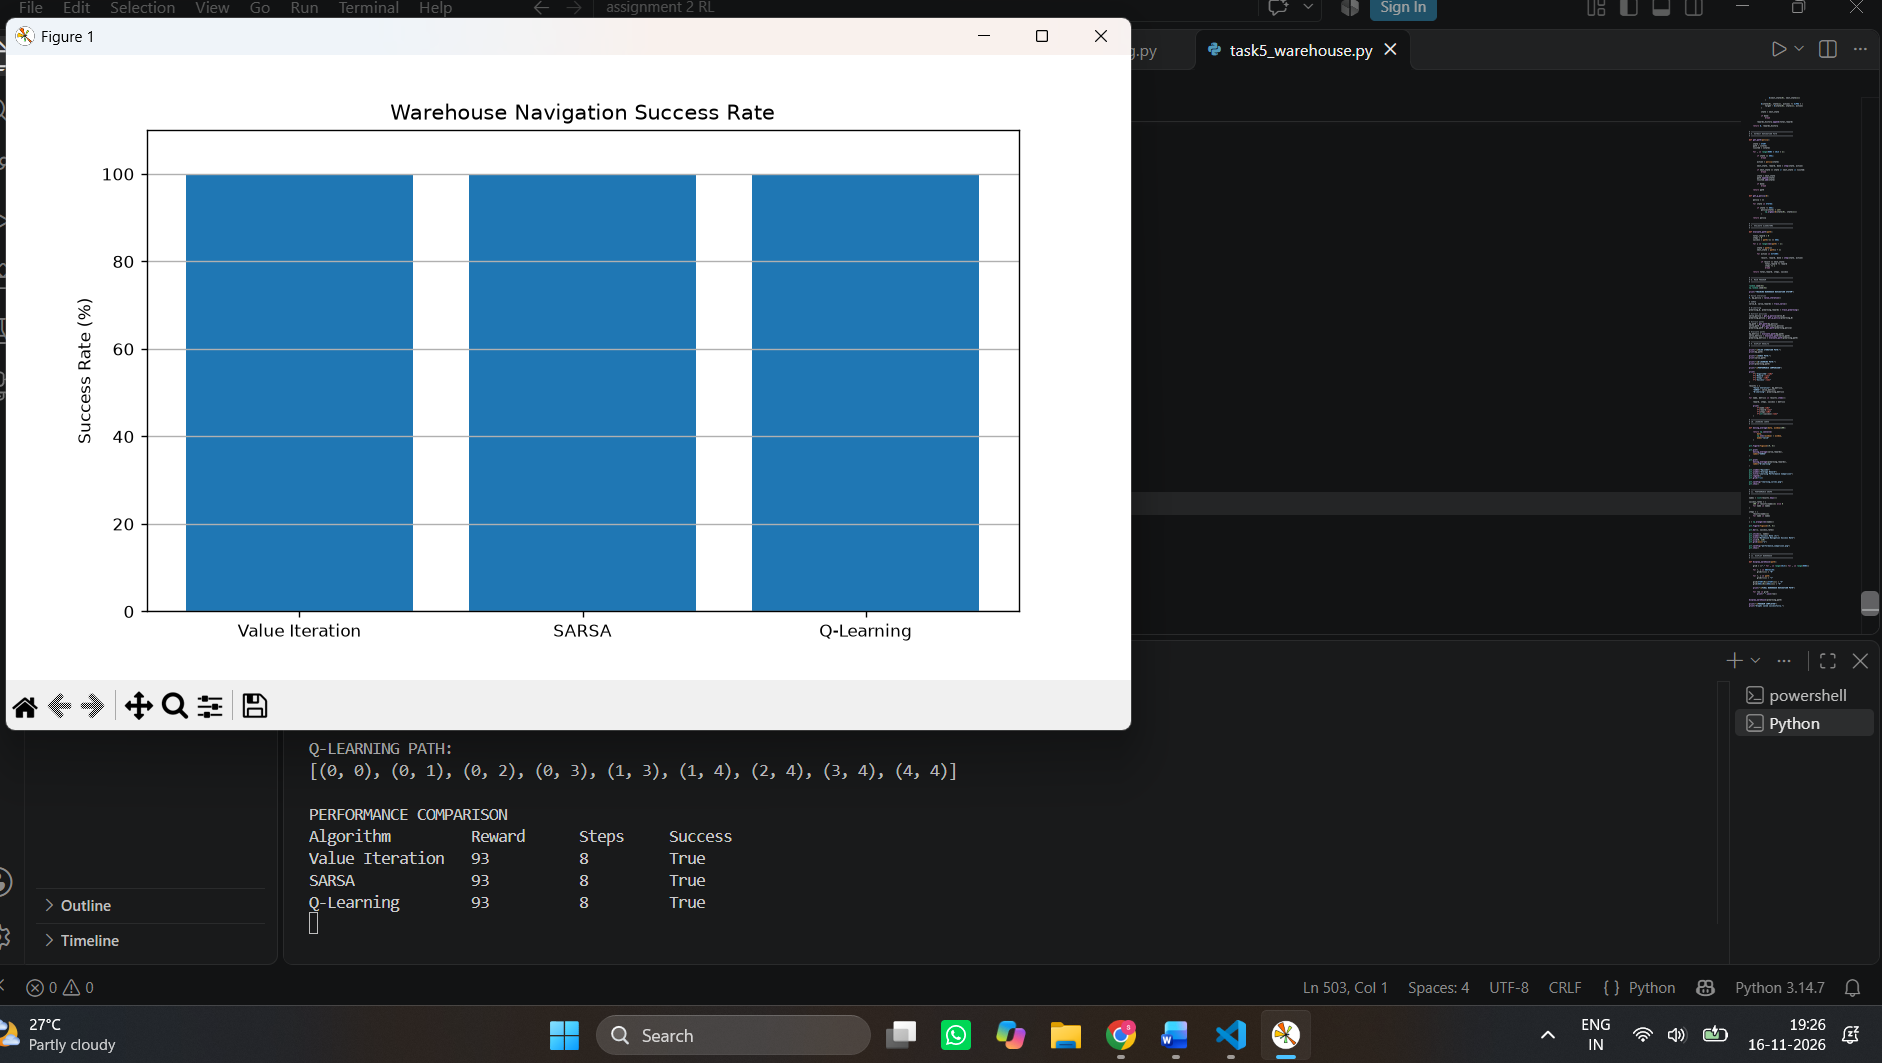 File Edit Selection View Go Run Terminal Help
assignment 2 RL
Sign In
Figure 1
g.py
task5_warehouse.py
Warehouse Navigation Success Rate
Success Rate (%)
100
80
60
40
20
0
Value Iteration SARSA Q-Learning
powershell
Python
Q-LEARNING PATH:
[(0, 0), (0, 1), (0, 2), (0, 3), (1, 3), (1, 4), (2, 4), (3, 4), (4, 4)]
PERFORMANCE COMPARISON
Algorithm Reward Steps Success
Value Iteration 93 8 True
SARSA 93 8 True
Q-Learning 93 8 True
Outline
Timeline
0 0
Ln 503, Col 1 Spaces: 4 UTF-8 CRLF { } Python Python 3.14.7
27°C
Partly cloudy
Search
8
ENG
IN
19:26
16-11-2026